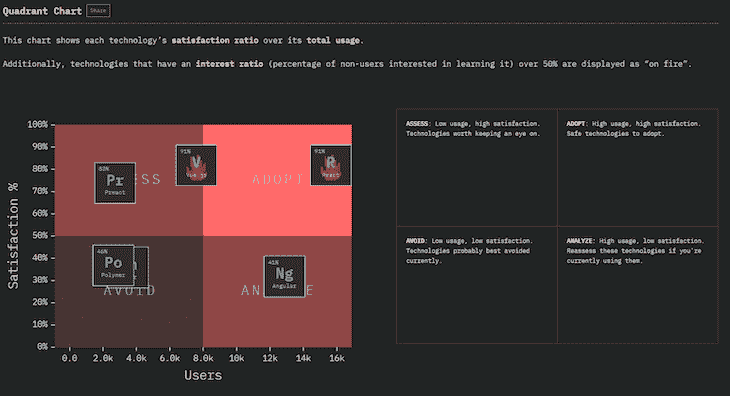 Quadrant Chart Share
This chart shows each technology's satisfaction ratio over its total usage.
Additionally, technologies that have an interest ratio (percentage of non-users interested in learning it) over 50% are displayed as "on fire".
100%
90%
80%
70%
60%
50%
40%
30%
20%
10%
0%
Satisfaction %
91%
V
Vue js
91%
R
React
Pr
Preact
SS
ADOPT
46%
Po
Polymer
AVOID
41%
Ng
Angular
AN
E
0.0 2.0k 4.0k 6.0k 8.0k 10k 12k 14k 16k
Users
ASSESS: Low usage, high satisfaction.
Technologies worth keeping an eye on.
ADOPT: High usage, high satisfaction.
Safe technologies to adopt.
AVOID: Low usage, low satisfaction.
Technologies probably best avoided
currently.
ANALYZE: High usage, low satisfaction.
Reassess these technologies if you're
currently using them.